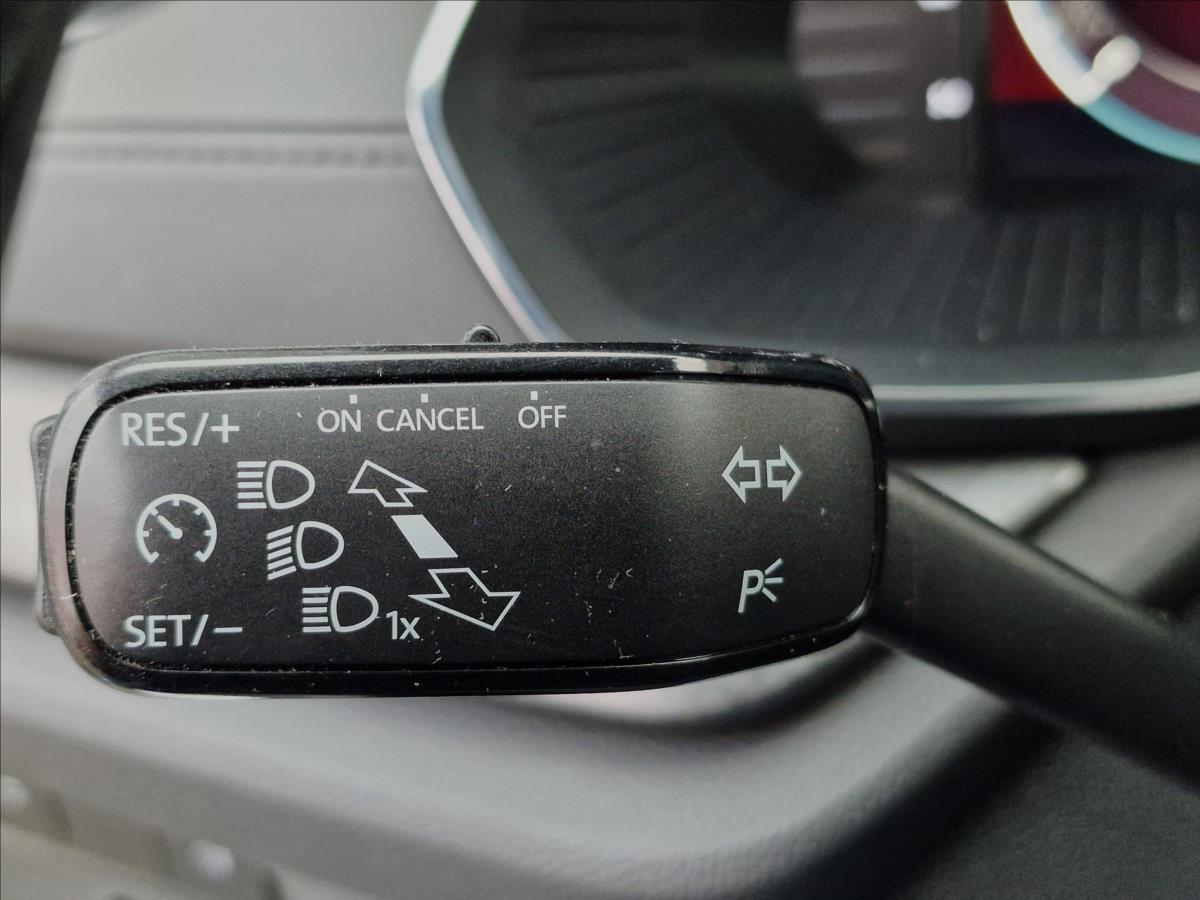 RES/+ ON CANCEL OFF
1x
SET/−
P